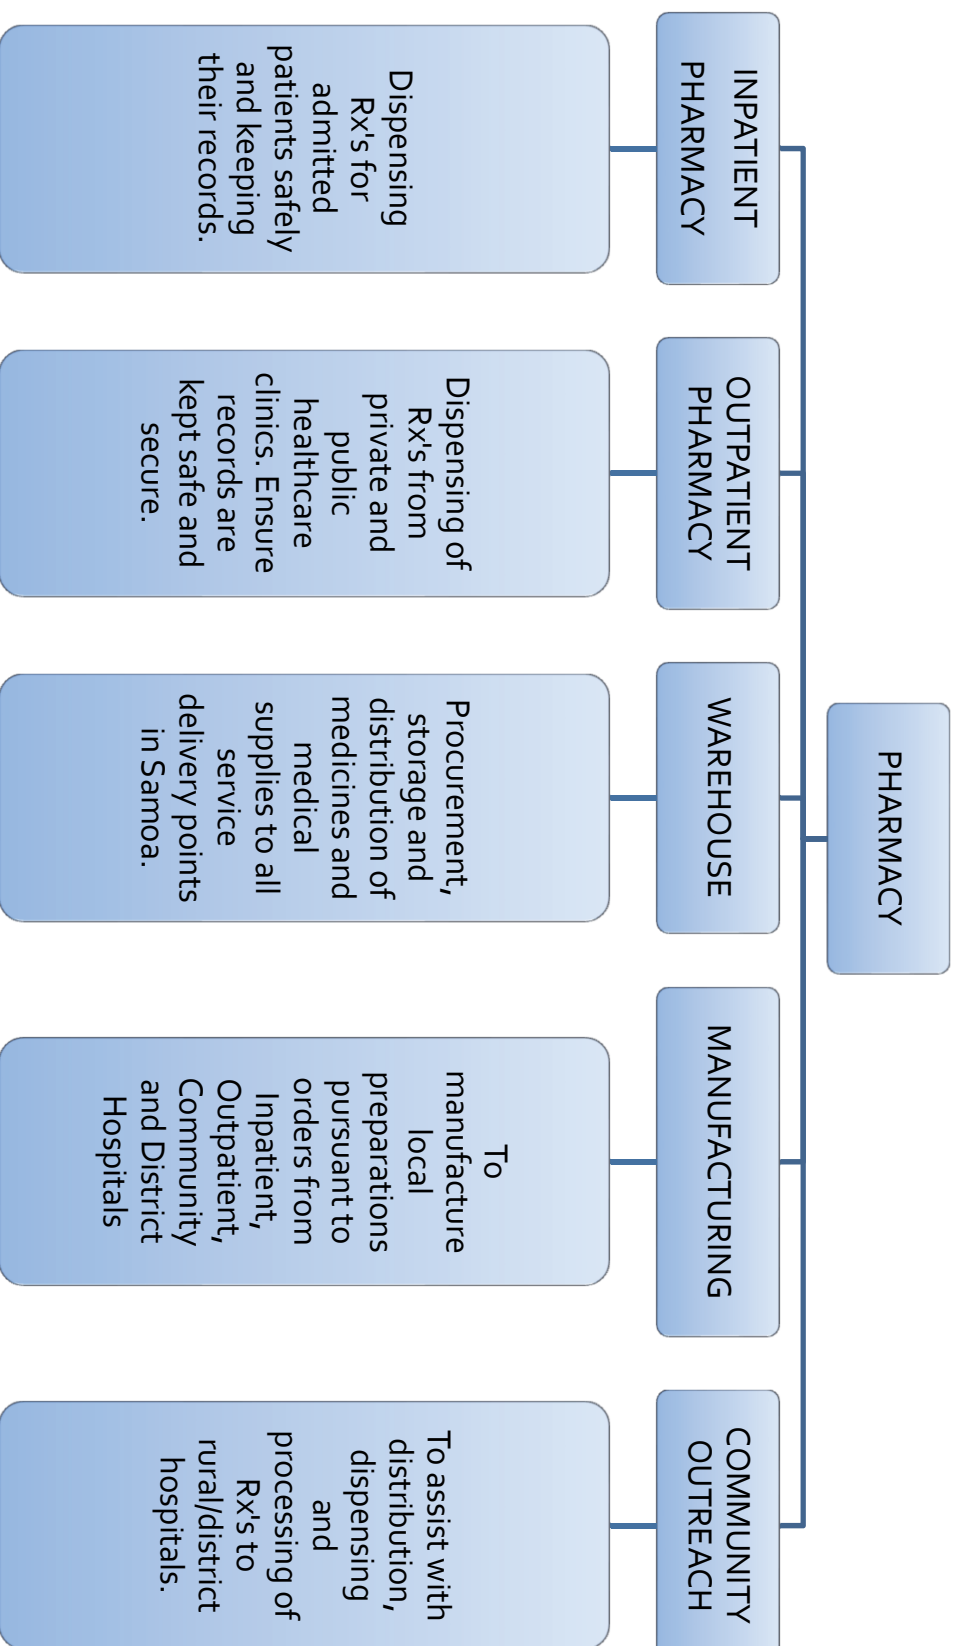 PHARMACY
INPATIENT
PHARMACY
Dispensing
Rx's for
admitted
patients safely
and keeping
their records.
OUTPATIENT
PHARMACY
Dispensing of
Rx's from
private and
public
healthcare
clinics. Ensure
records are
kept safe and
secure.
WAREHOUSE
Procurement,
storage and
distribution of
medicines and
medical
supplies to all
service
delivery points
in Samoa.
MANUFACTURING
To
manufacture
local
preparations
pursuant to
orders from
Inpatient,
Outpatient,
Community
and District
Hospitals
COMMUNITY
OUTREACH
To assist with
distribution,
dispensing
and
processing of
Rx's to
rural/district
hospitals.